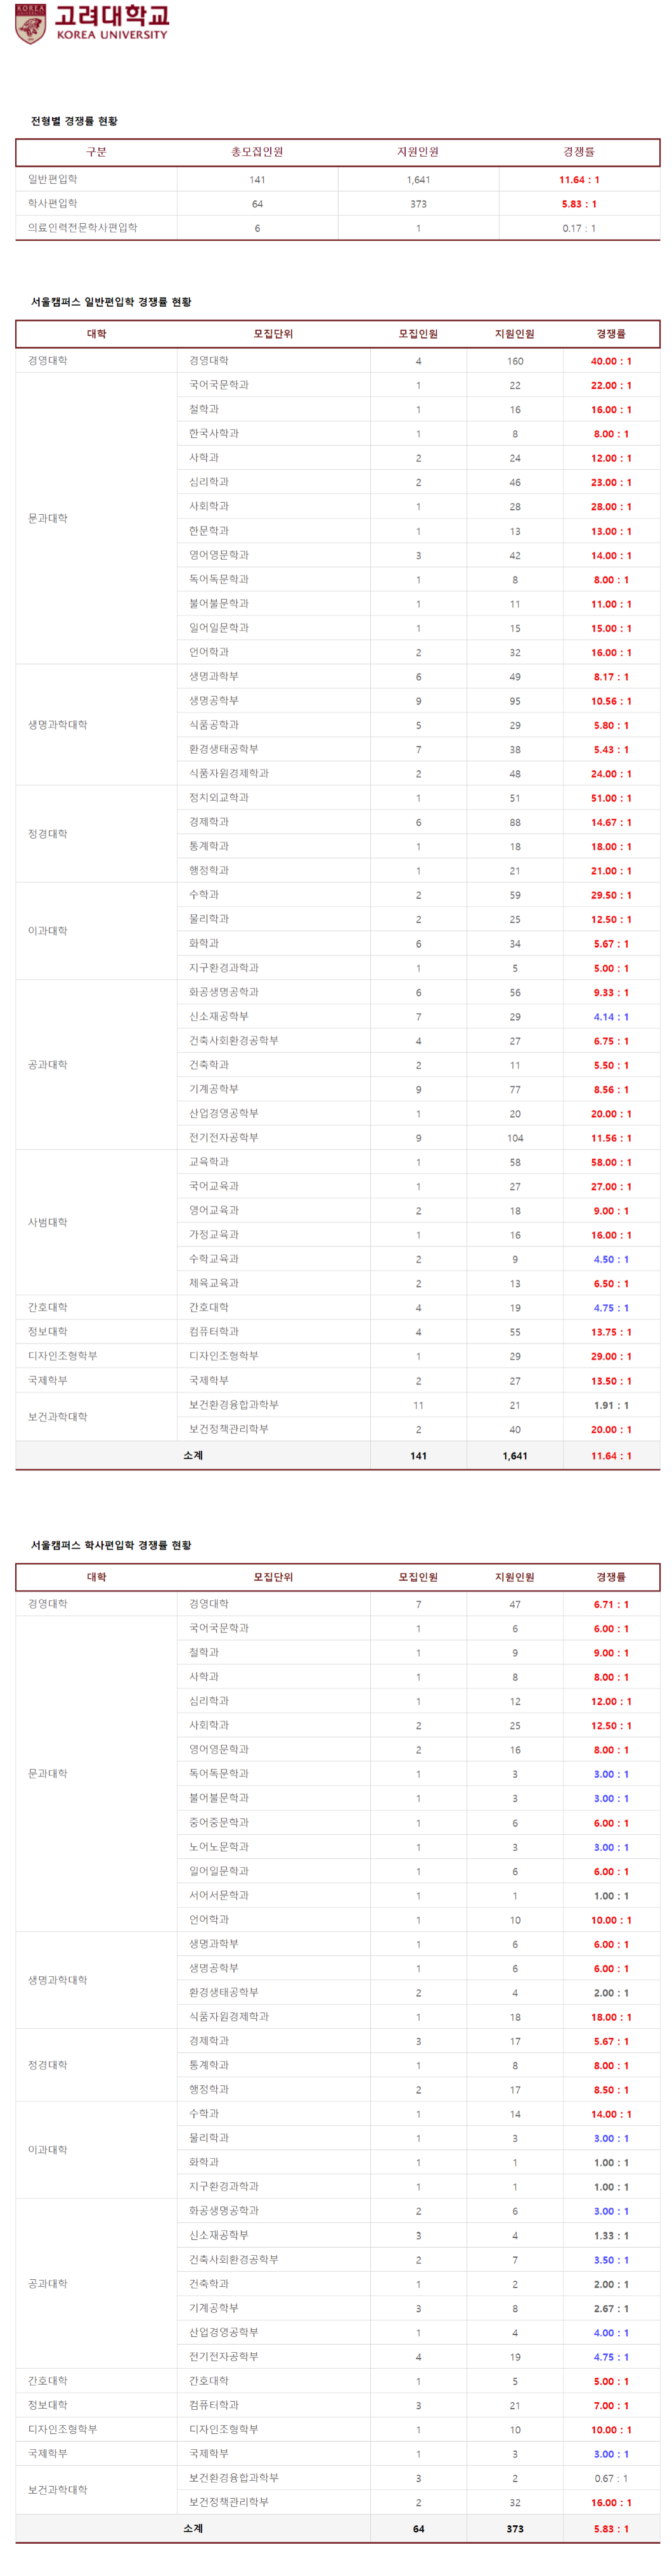 KOREA
UNIVERSITY
고려대학교
KOREA UNIVERSITY
전형별 경쟁률 현황
구분 총모집인원 지원인원 경쟁률
일반편입학 141 1,641 11.64 : 1
학사편입학 64 373 5.83 : 1
의료인력전문학사편입학 6 1 0.17 : 1
서울캠퍼스 일반편입학 경쟁률 현황
대학 모집단위 모집인원 지원인원 경쟁률
경영대학 경영대학 4 160 40.00 : 1
문과대학 국어국문학과 1 22 22.00 : 1
철학과 1 16 16.00 : 1
한국사학과 1 8 8.00 : 1
사학과 2 24 12.00 : 1
심리학과 2 46 23.00 : 1
사회학과 1 28 28.00 : 1
한문학과 1 13 13.00 : 1
영어영문학과 3 42 14.00 : 1
독어독문학과 1 8 8.00 : 1
불어불문학과 1 11 11.00 : 1
일어일문학과 1 15 15.00 : 1
언어학과 2 32 16.00 : 1
생명과학대학 생명과학부 6 49 8.17 : 1
생명공학부 9 95 10.56 : 1
식품공학과 5 29 5.80 : 1
환경생태공학부 7 38 5.43 : 1
식품자원경제학과 2 48 24.00 : 1
정경대학 정치외교학과 1 51 51.00 : 1
경제학과 6 88 14.67 : 1
통계학과 1 18 18.00 : 1
행정학과 1 21 21.00 : 1
이과대학 수학과 2 59 29.50 : 1
물리학과 2 25 12.50 : 1
화학과 6 34 5.67 : 1
지구환경과학과 1 5 5.00 : 1
공과대학 화공생명공학과 6 56 9.33 : 1
신소재공학부 7 29 4.14 : 1
건축사회환경공학부 4 27 6.75 : 1
건축학과 2 11 5.50 : 1
기계공학부 9 77 8.56 : 1
산업경영공학부 1 20 20.00 : 1
전기전자공학부 9 104 11.56 : 1
사범대학 교육학과 1 58 58.00 : 1
국어교육과 1 27 27.00 : 1
영어교육과 2 18 9.00 : 1
가정교육과 1 16 16.00 : 1
수학교육과 2 9 4.50 : 1
체육교육과 2 13 6.50 : 1
간호대학 간호대학 4 19 4.75 : 1
정보대학 컴퓨터학과 4 55 13.75 : 1
디자인조형학부 디자인조형학부 1 29 29.00 : 1
국제학부 국제학부 2 27 13.50 : 1
보건과학대학 보건환경융합과학부 11 21 1.91 : 1
보건정책관리학부 2 40 20.00 : 1
소계 141 1,641 11.64 : 1
서울캠퍼스 학사편입학 경쟁률 현황
대학 모집단위 모집인원 지원인원 경쟁률
경영대학 경영대학 7 47 6.71 : 1
문과대학 국어국문학과 1 6 6.00 : 1
철학과 1 9 9.00 : 1
사학과 1 8 8.00 : 1
심리학과 1 12 12.00 : 1
사회학과 2 25 12.50 : 1
영어영문학과 2 16 8.00 : 1
독어독문학과 1 3 3.00 : 1
불어불문학과 1 3 3.00 : 1
중어중문학과 1 6 6.00 : 1
노어노문학과 1 3 3.00 : 1
일어일문학과 1 6 6.00 : 1
서어서문학과 1 1 1.00 : 1
언어학과 1 10 10.00 : 1
생명과학대학 생명과학부 1 6 6.00 : 1
생명공학부 1 6 6.00 : 1
환경생태공학부 2 4 2.00 : 1
식품자원경제학과 1 18 18.00 : 1
정경대학 경제학과 3 17 5.67 : 1
통계학과 1 8 8.00 : 1
행정학과 2 17 8.50 : 1
이과대학 수학과 1 14 14.00 : 1
물리학과 1 3 3.00 : 1
화학과 1 1 1.00 : 1
지구환경과학과 1 1 1.00 : 1
공과대학 화공생명공학과 2 6 3.00 : 1
신소재공학부 3 4 1.33 : 1
건축사회환경공학부 2 7 3.50 : 1
건축학과 1 2 2.00 : 1
기계공학부 3 8 2.67 : 1
산업경영공학부 1 4 4.00 : 1
전기전자공학부 4 19 4.75 : 1
간호대학 간호대학 1 5 5.00 : 1
정보대학 컴퓨터학과 3 21 7.00 : 1
디자인조형학부 디자인조형학부 1 10 10.00 : 1
국제학부 국제학부 1 3 3.00 : 1
보건과학대학 보건환경융합과학부 3 2 0.67 : 1
보건정책관리학부 2 32 16.00 : 1
소계 64 373 5.83 : 1